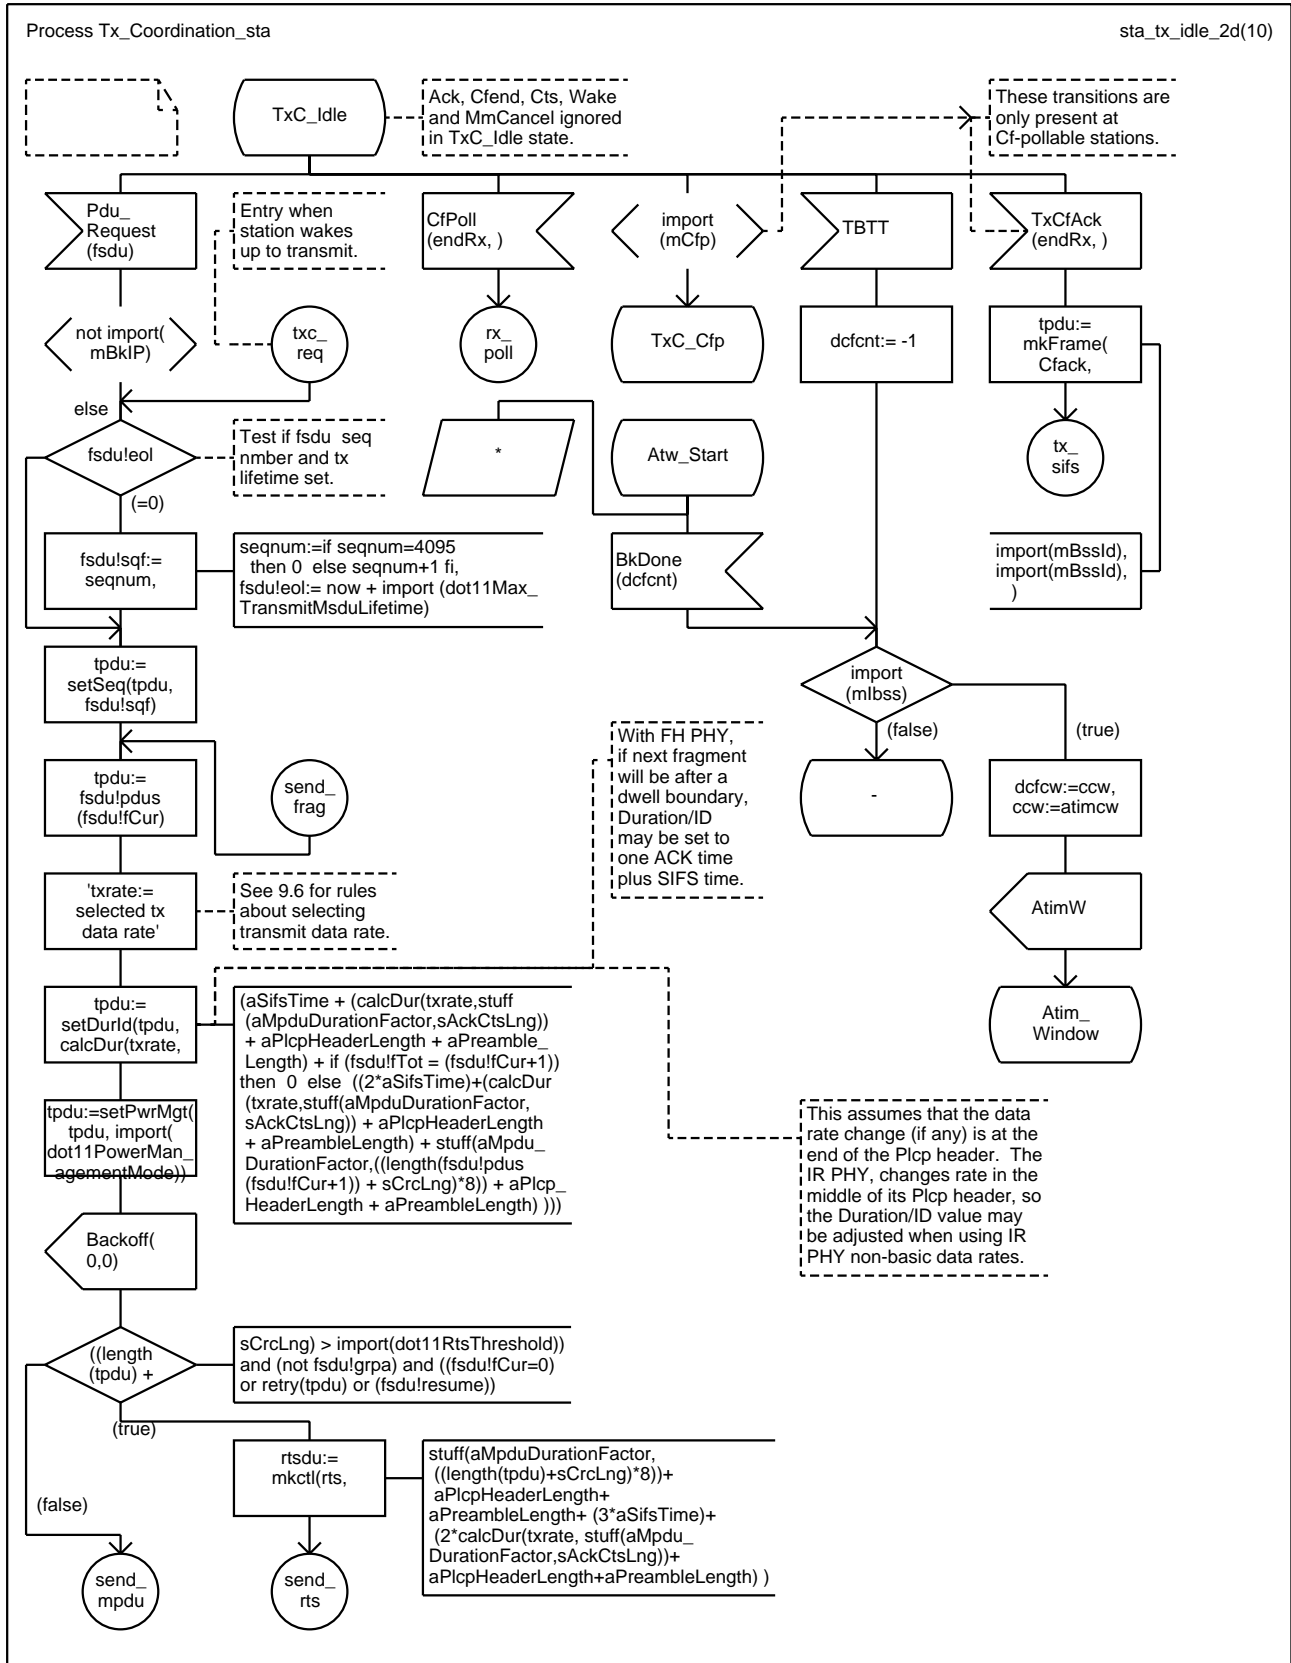 Process Tx_Coordination_sta
sta_tx_idle_2d(10)
TxC_Idle
Ack, Cfend, Cts, Wake
and MmCancel ignored
in TxC_Idle state.
These transitions are
only present at
Cf-pollable stations.
Pdu_
Request
(fsdu)
Entry when
station wakes
up to transmit.
CfPoll
(endRx, )
import
(mCfp)
TBTT
TxCfAck
(endRx, )
not import(
mBkIP)
txc_
req
rx_
poll
TxC_Cfp
dcfcnt:= -1
tpdu:=
mkFrame(
Cfack,
else
fsdu!eol
(=0)
Test if fsdu  seq
nmber and tx
lifetime set.
*
Atw_Start
tx_
sifs
fsdu!sqf:=
seqnum,
seqnum:=if seqnum=4095
then 0  else seqnum+1 fi,
fsdu!eol:= now + import (dot11Max_
TransmitMsduLifetime)
BkDone
(dcfcnt)
import(mBssId),
import(mBssId),
)
tpdu:=
setSeq(tpdu,
fsdu!sqf)
import
(mIbss)
(false)
(true)
With FH PHY,
if next fragment
will be after a
dwell boundary,
Duration/ID
may be set to
one ACK time
plus SIFS time.
tpdu:=
fsdu!pdus
(fsdu!fCur)
send_
frag
-
dcfcw:=ccw,
ccw:=atimcw
'txrate:=
selected tx
data rate'
See 9.6 for rules
about selecting
transmit data rate.
AtimW
tpdu:=
setDurId(tpdu,
calcDur(txrate,
(aSifsTime + (calcDur(txrate,stuff
(aMpduDurationFactor,sAckCtsLng))
+ aPlcpHeaderLength + aPreamble_
Length) + if (fsdu!fTot = (fsdu!fCur+1))
then  0  else  ((2*aSifsTime)+(calcDur
(txrate,stuff(aMpduDurationFactor,
sAckCtsLng)) + aPlcpHeaderLength
+ aPreambleLength) + stuff(aMpdu_
DurationFactor,((length(fsdu!pdus
(fsdu!fCur+1)) + sCrcLng)*8)) + aPlcp_
HeaderLength + aPreambleLength) )))
Atim_
Window
tpdu:=setPwrMgt(
tpdu, import(
dot11PowerMan_
agementMode))
This assumes that the data
rate change (if any) is at the
end of the Plcp header.  The
IR PHY, changes rate in the
middle of its Plcp header, so
the Duration/ID value may
be adjusted when using IR
PHY non-basic data rates.
Backoff(
0,0)
((length
(tpdu) +
sCrcLng) > import(dot11RtsThreshold))
and (not fsdu!grpa) and ((fsdu!fCur=0)
or retry(tpdu) or (fsdu!resume))
(true)
rtsdu:=
mkctl(rts,
stuff(aMpduDurationFactor,
((length(tpdu)+sCrcLng)*8))+
aPlcpHeaderLength+
aPreambleLength+ (3*aSifsTime)+
(2*calcDur(txrate, stuff(aMpdu_
DurationFactor,sAckCtsLng))+
aPlcpHeaderLength+aPreambleLength) )
(false)
send_
mpdu
send_
rts